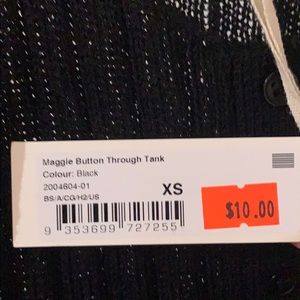 Maggie Button Through Tank
Colour: Black
2004604-01
BS/A/CG/H2/US
XS
$10.00
9 353699 727255